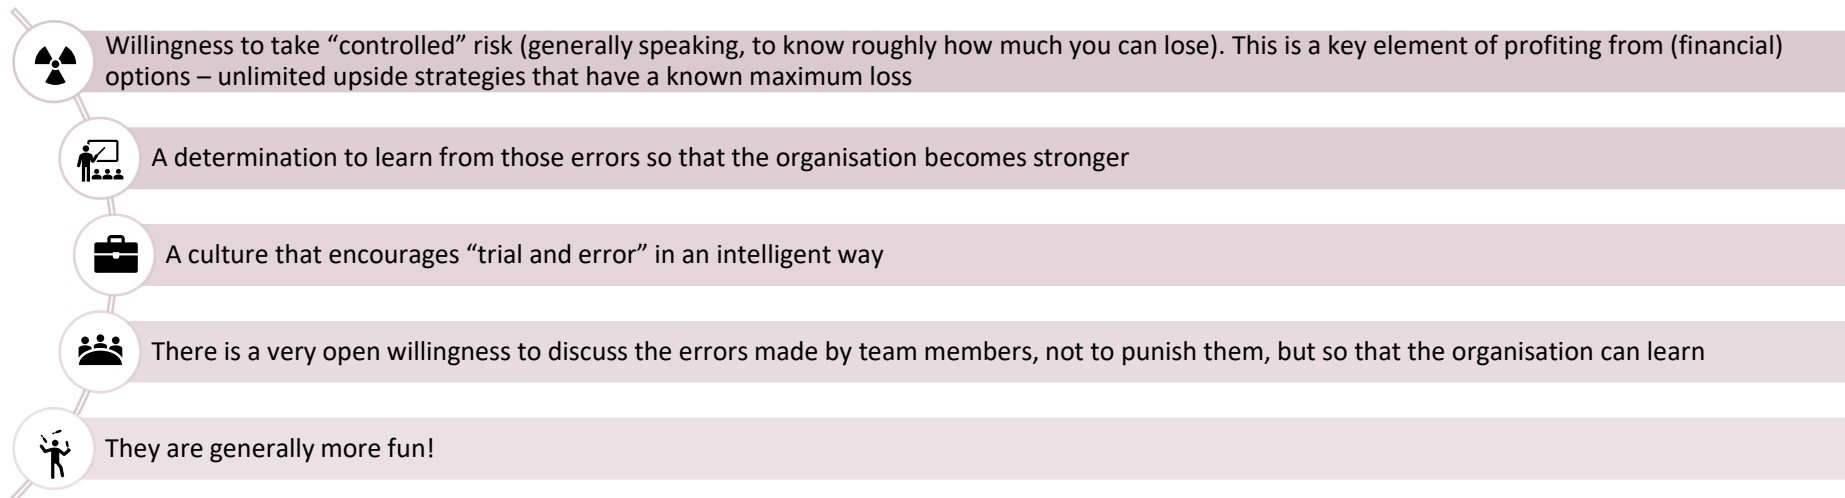 Willingness to take “controlled” risk (generally speaking, to know roughly how much you can lose). This is a key element of profiting from (financial)
options – unlimited upside strategies that have a known maximum loss
A determination to learn from those errors so that the organisation becomes stronger
A culture that encourages “trial and error” in an intelligent way
There is a very open willingness to discuss the errors made by team members, not to punish them, but so that the organisation can learn
They are generally more fun!